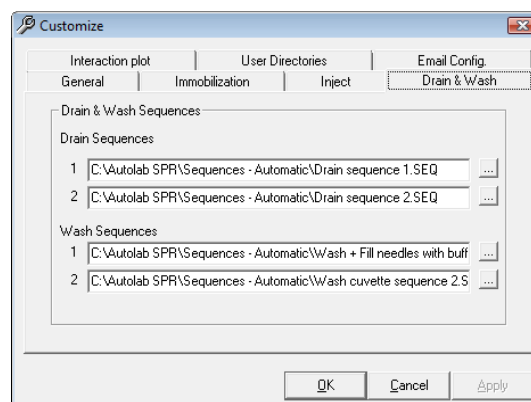 Customize
Interaction plot User Directories Email Config.
General Immobilization Inject Drain & Wash
Drain & Wash Sequences
Drain Sequences
1 C:\Autolab SPR\Sequences - Automatic\Drain sequence 1.SEQ ...
2 C:\Autolab SPR\Sequences - Automatic\Drain sequence 2.SEQ ...
Wash Sequences
1 C:\Autolab SPR\Sequences - Automatic\Wash + Fill needles with buff ...
2 C:\Autolab SPR\Sequences - Automatic\Wash cuvette sequence 2.S ...
OK Cancel Apply